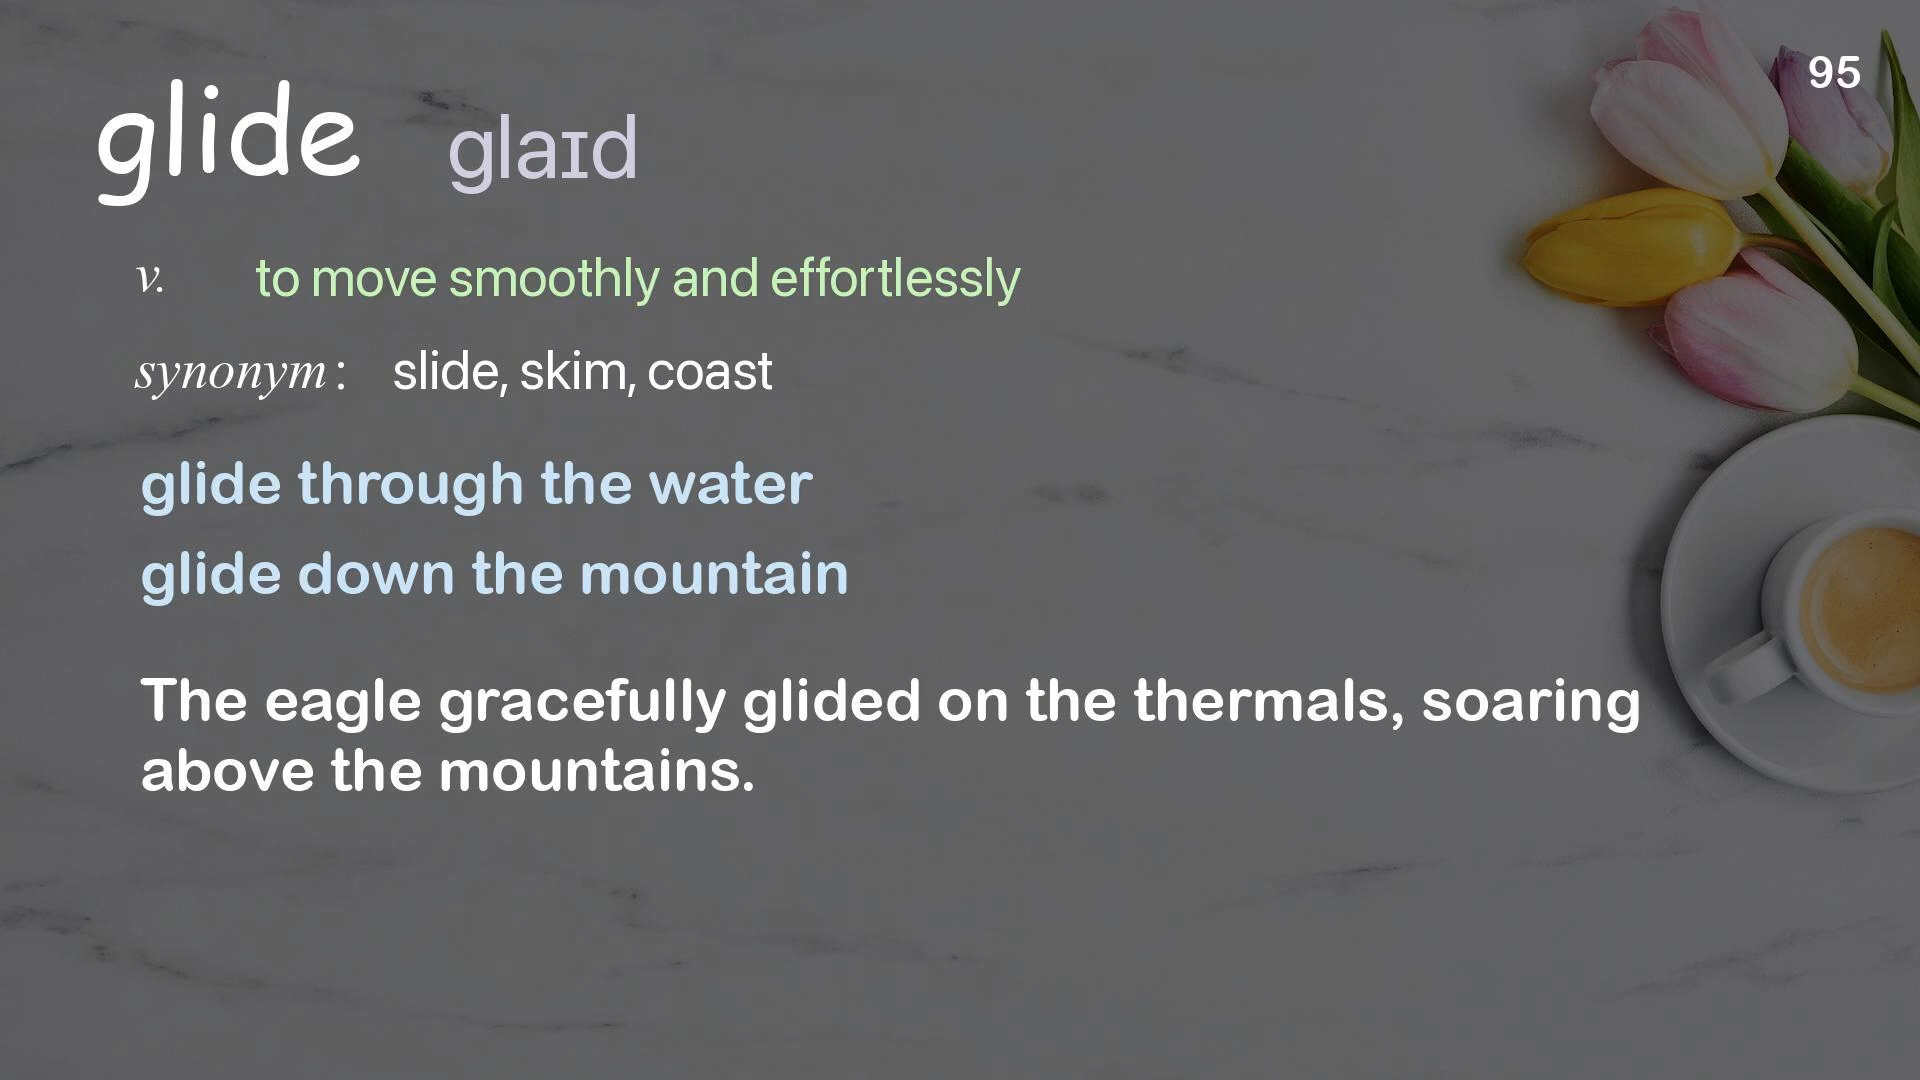 95
glide glaɪd
v. to move smoothly and effortlessly
synonym : slide, skim, coast
glide through the water
glide down the mountain
The eagle gracefully glided on the thermals, soaring
above the mountains.